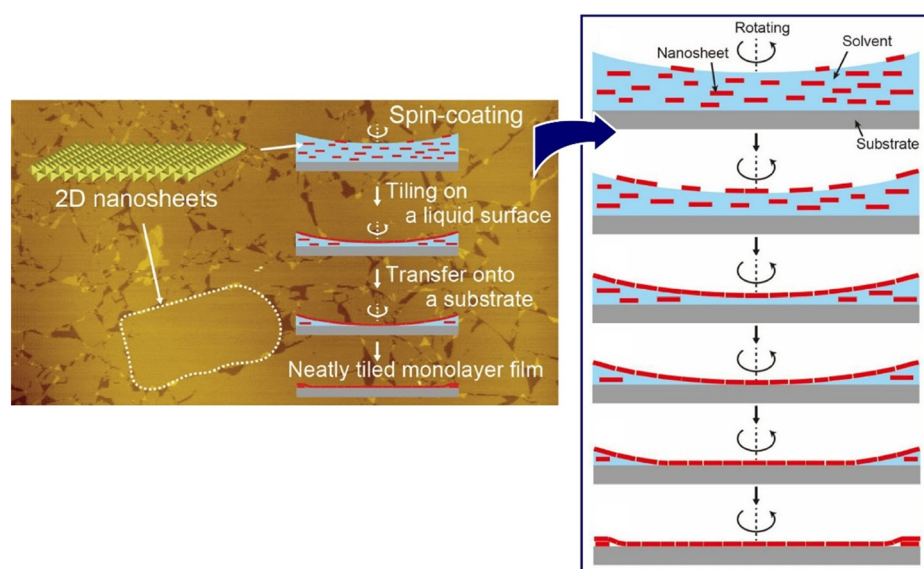 Spin-coating
2D nanosheets
Tiling on
a liquid surface
Transfer onto
a substrate
Neatly tiled monolayer film
Rotating
Nanosheet
Solvent
Substrate